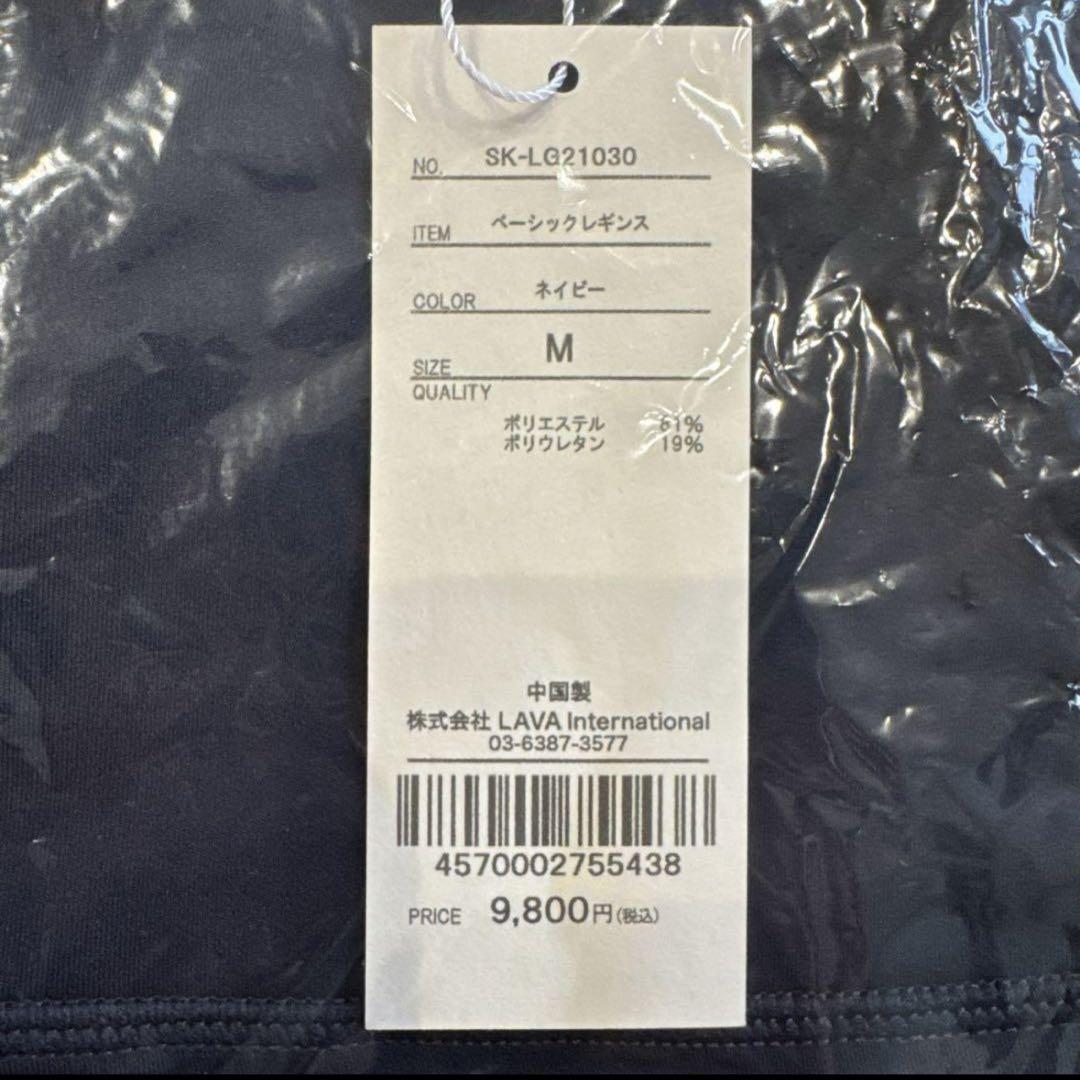 NO. SK-LG21030
ITEM ベーシックレギンス
COLOR ネイビー
SIZE M
QUALITY
ポリエステル 81%
ポリウレタン 19%
中国製
株式会社 LAVA International
03-6387-3577
4570002755438
PRICE 9,800円(税込)